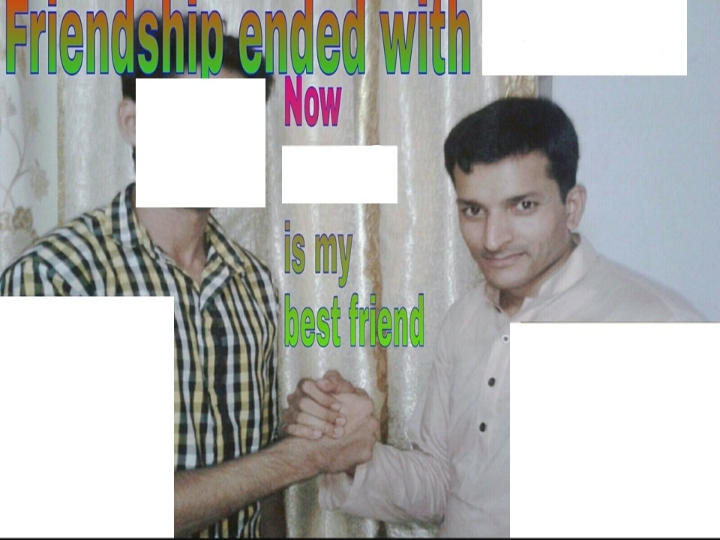 Friendship ended with
Now
is my
best friend